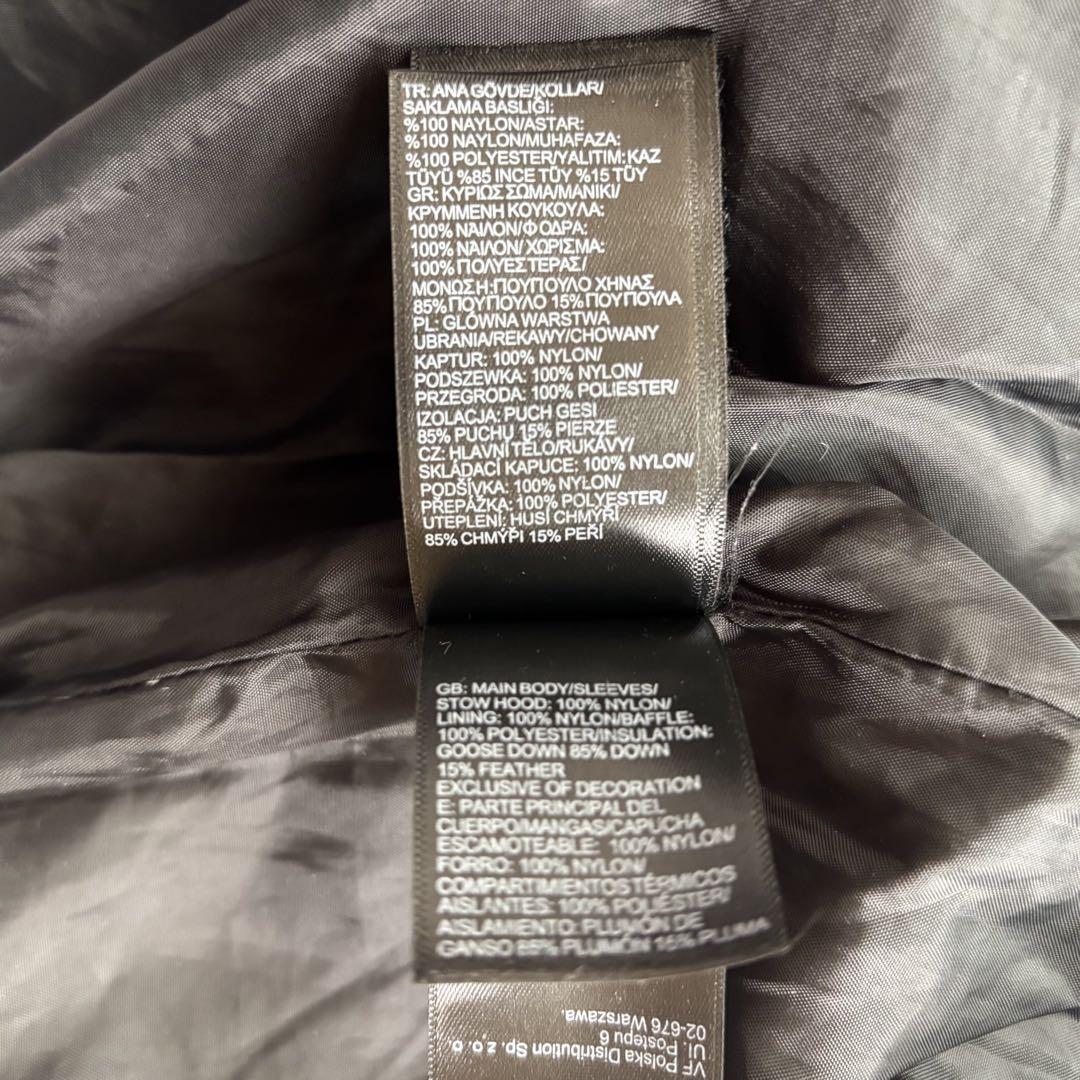 TR: ANA GÖVDE/KOLLAR/
SAKLAMA BASLIĞI:
%100 NAYLON/ASTAR:
%100 NAYLON/MUHAFAZA:
%100 POLYESTER/YALITIM:KAZ
TÜYÜ %85 INCE TÜY %15 TÜY
GR: ΚΥΡΙΩΣ ΣΩΜΑ/ΜΑΝΙΚΙ/
ΚΡΥΜΜΕΝΗ ΚΟΥΚΟΥΛΑ:
100% ΝΑΙΛΟΝ/ΦΟΔΡΑ:
100% ΝΑΙΛΟΝ/ ΧΩΡΙΣΜΑ:
100% ΠΟΛΥΕΣΤΕΡΑΣ/
ΜΟΝΩΣΗ:ΠΟΥΠΟΥΛΟ ΧΗΝΑΣ
85%ΠΟΥΠΟΥΛΟ 15%ΠΟΥΠΟΥΛΑ
PL: GLÓWNA WARSTWA
UBRANIA/REKAWY/CHOWANY
KAPTUR: 100% NYLON/
PODSZEWKA: 100% NYLON/
PRZEGRODA: 100% POLIESTER/
IZOLACJA: PUCH GESI
85% PUCHU 15% PIERZE
CZ: HLAVNÍ TĚLO/RUKÁVY/
SKLÁDACÍ KAPUCE: 100% NYLON/
PODŠÍVKA: 100% NYLON/
PŘEPÁŽKA: 100% POLYESTER/
UTEPLENÍ: HUSÍ CHMÝŘÍ
85% CHMÝŘÍ 15% PEŘÍ
GB: MAIN BODY/SLEEVES/
STOW HOOD: 100% NYLON/
LINING: 100% NYLON/BAFFLE:
100% POLYESTER/INSULATION:
GOOSE DOWN 85% DOWN
15% FEATHER
EXCLUSIVE OF DECORATION
E: PARTE PRINCIPAL DEL
CUERPO/MANGAS/CAPUCHA
ESCAMOTEABLE: 100% NYLON/
FORRO: 100% NYLON/
COMPARTIMIENTOS TÉRMICOS
AISLANTES: 100% POLIÉSTER/
AISLAMIENTO: PLUMÓN DE
GANSO 85% PLUMÓN 15% PLUMA
VF Polska Distribution Sp. z o. o.
Ul. Postepu 6
02-676 Warszawa.